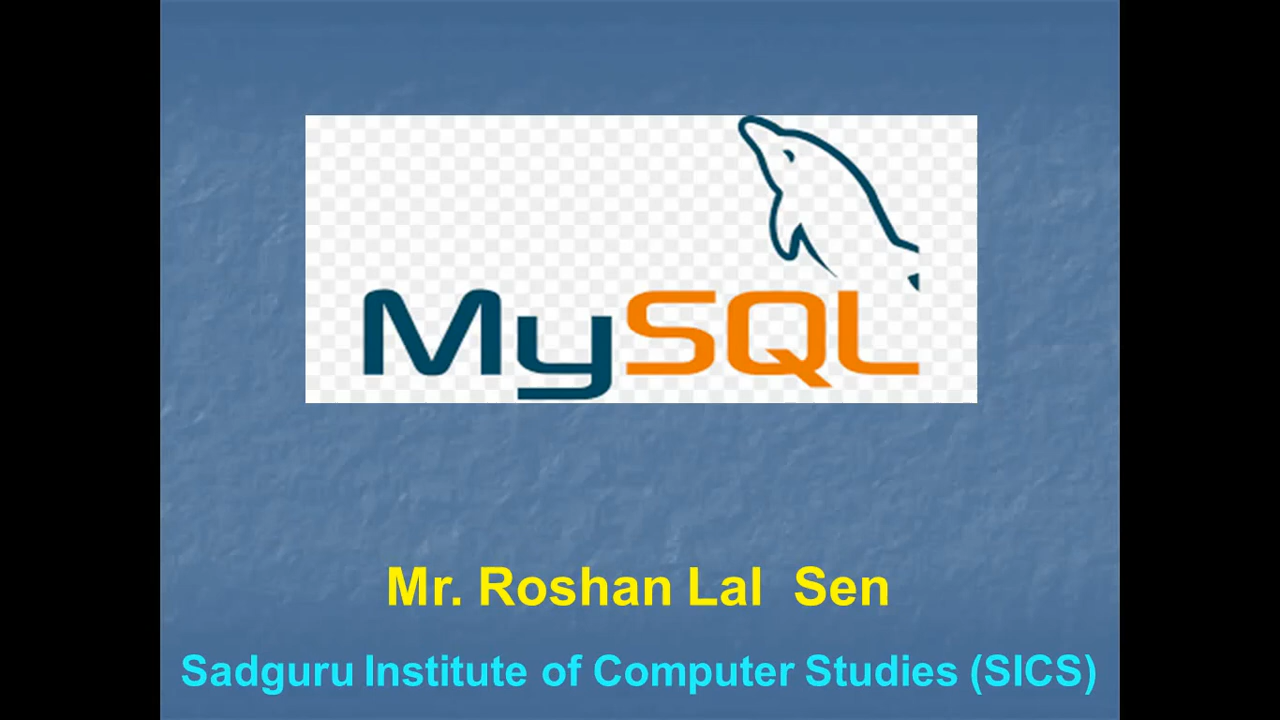 MySQL
Mr. Roshan Lal Sen
Sadguru Institute of Computer Studies (SICS)